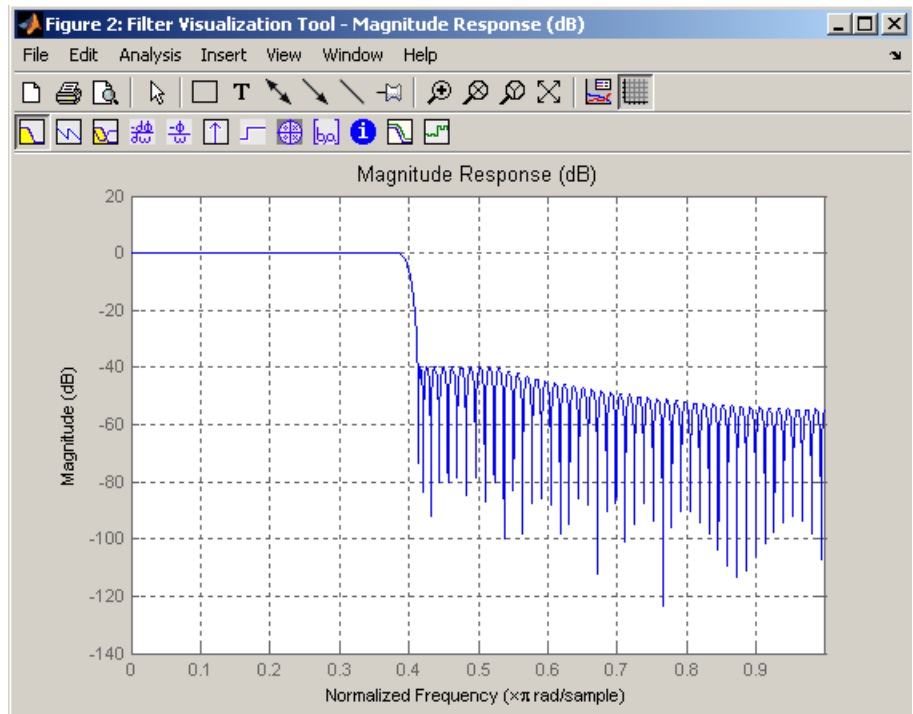 Figure 2: Filter Visualization Tool - Magnitude Response (dB)
File Edit Analysis Insert View Window Help
T
[b,a]
i
Magnitude Response (dB)
20
0
-20
-40
-60
-80
-100
-120
-140
Magnitude (dB)
0 0.1 0.2 0.3 0.4 0.5 0.6 0.7 0.8 0.9
Normalized Frequency (×π rad/sample)